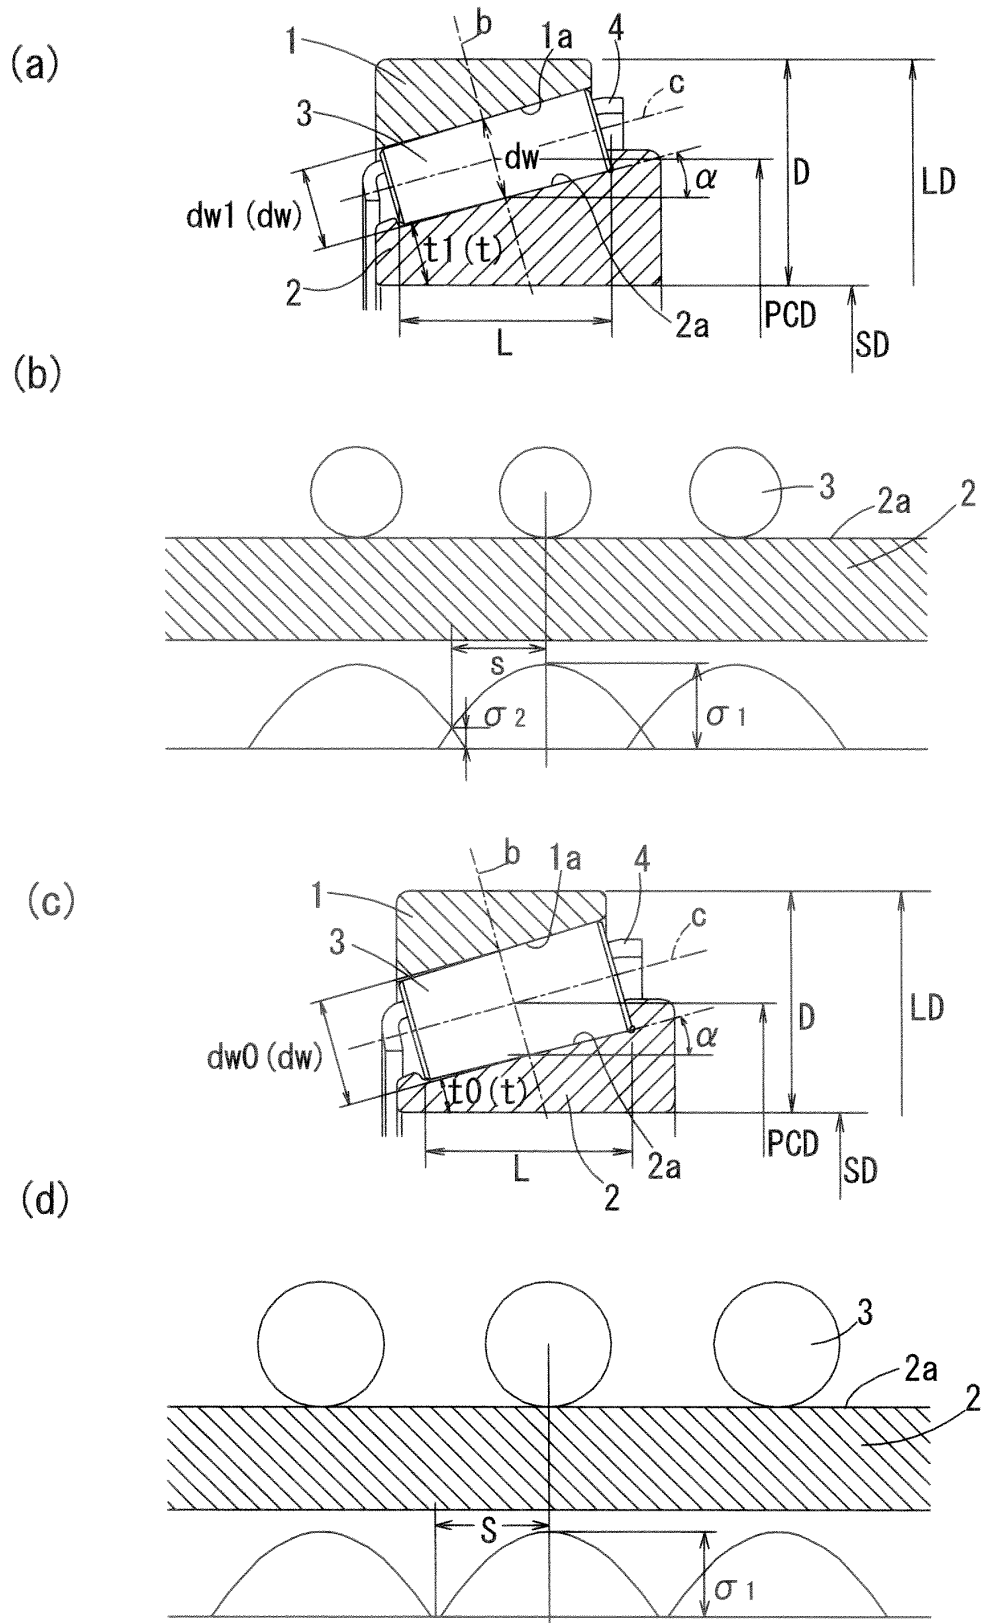 (a)
b
1
1a
4
c
3
dw
α
D
LD
dw1(dw)
t1(t)
2
2a
L
PCD
SD
(b)
3
2a
2
s
σ2
σ1
(c)
b
1a
4
1
c
3
α
D
LD
dw0(dw)
t0(t)
PCD
L
2a
SD
2
(d)
3
2a
2
S
σ1